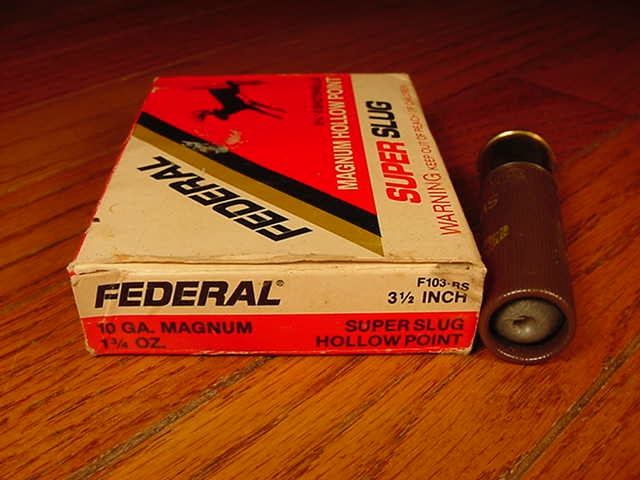 MAGNUM HOLLOW POINT
SUPER SLUG
WARNING KEEP OUT OF REACH OF CHILDREN
FEDERAL
FEDERAL®
F103-RS
3½ INCH
10 GA. MAGNUM
1¾ OZ.
SUPER SLUG
HOLLOW POINT